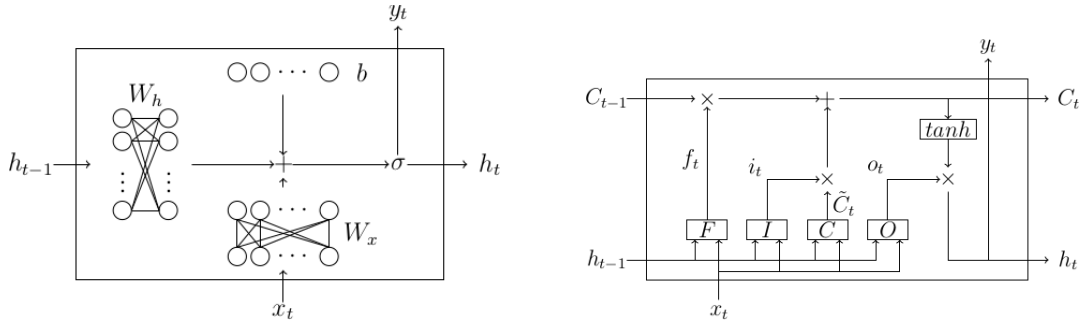 y_t
b
W_h
h_{t-1}
+
σ
h_t
W_x
x_t
y_t
C_{t-1}
×
+
C_t
tanh
f_t
i_t
×
o_t
×
C̃_t
F
I
C
O
h_{t-1}
h_t
x_t